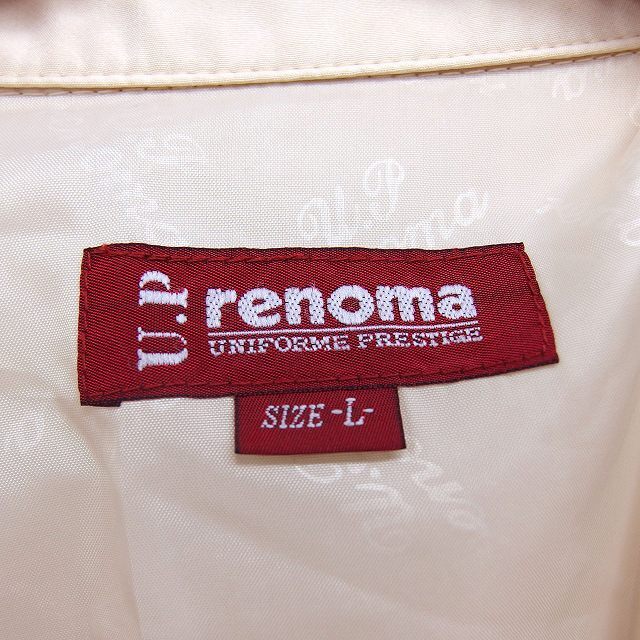 U.P
renoma
UNIFORME PRESTIGE
SIZE -L-
U.P